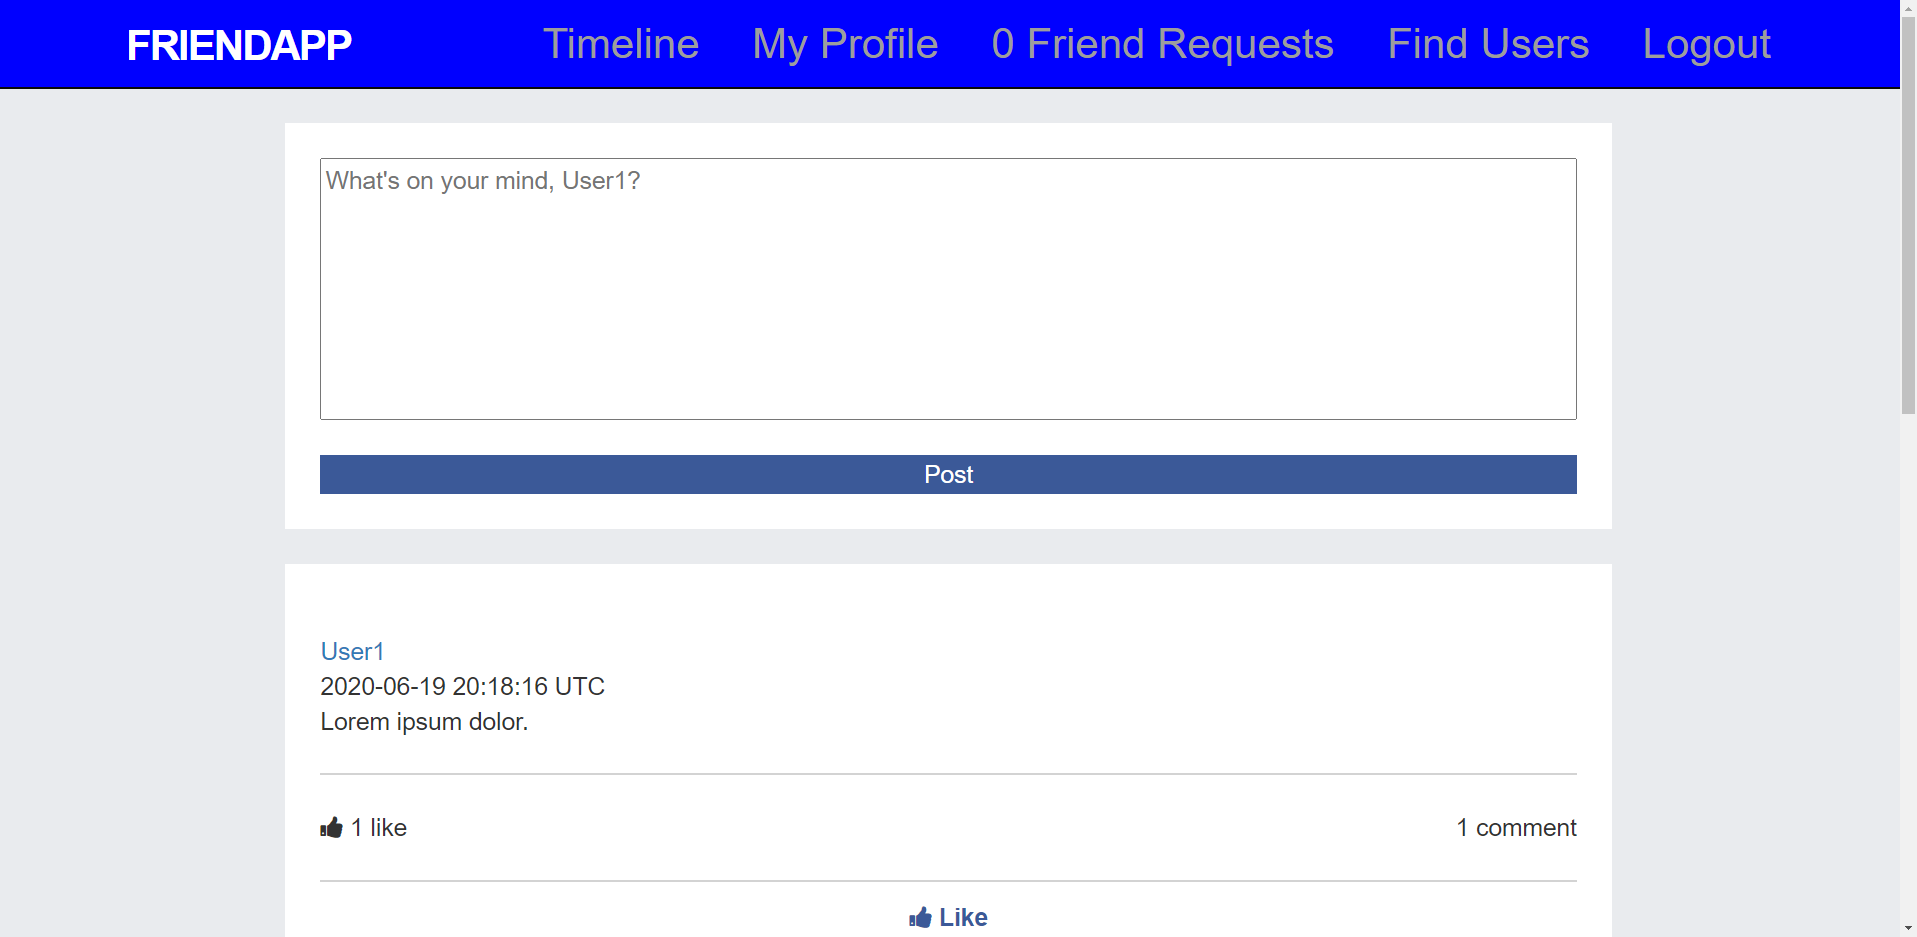 FRIENDAPP Timeline My Profile 0 Friend Requests Find Users Logout
What's on your mind, User1?
Post
User1
2020-06-19 20:18:16 UTC
Lorem ipsum dolor.
1 like 1 comment
Like